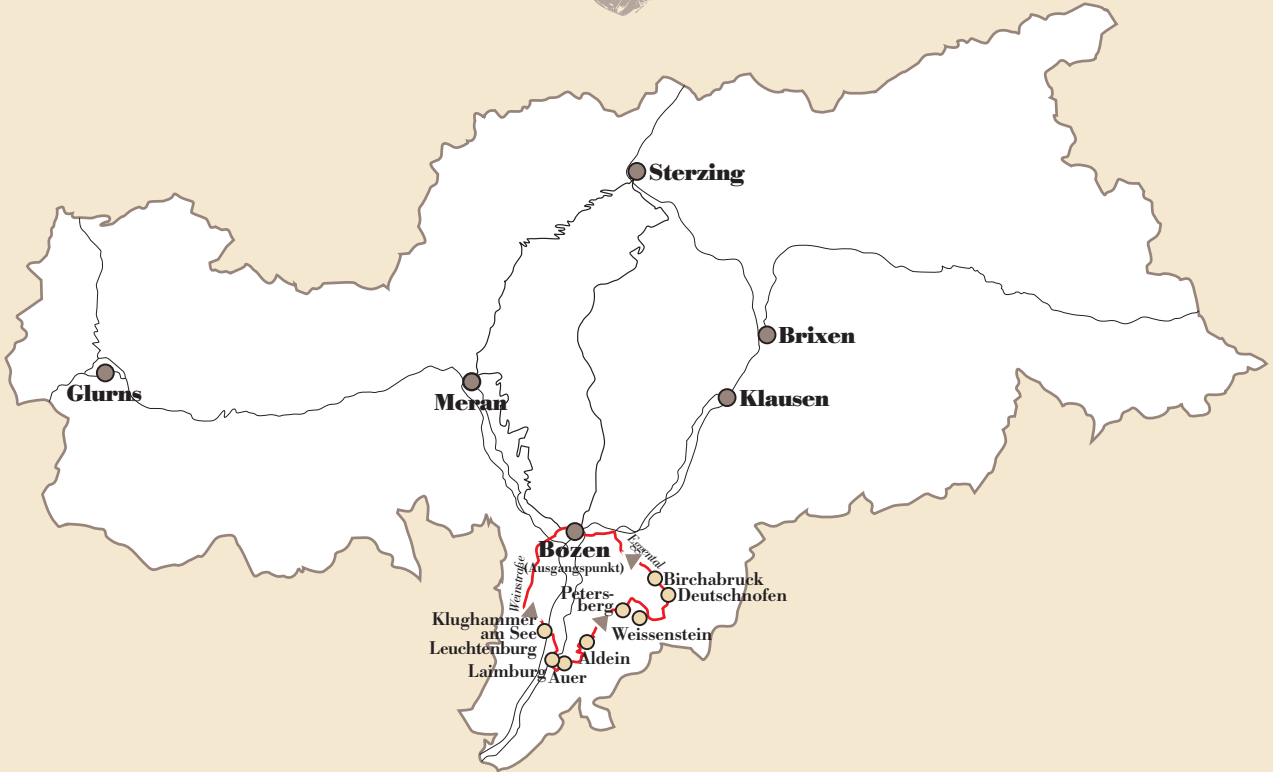 Sterzing
Brixen
Glurns
Meran
Klausen
Bozen
(Ausgangspunkt)
Eggental
Weinstraße
Birchabruck
Deutschnofen
Peters-
berg
Weissenstein
Klughammer
am See
Leuchtenburg
Aldein
Laimburg
Auer